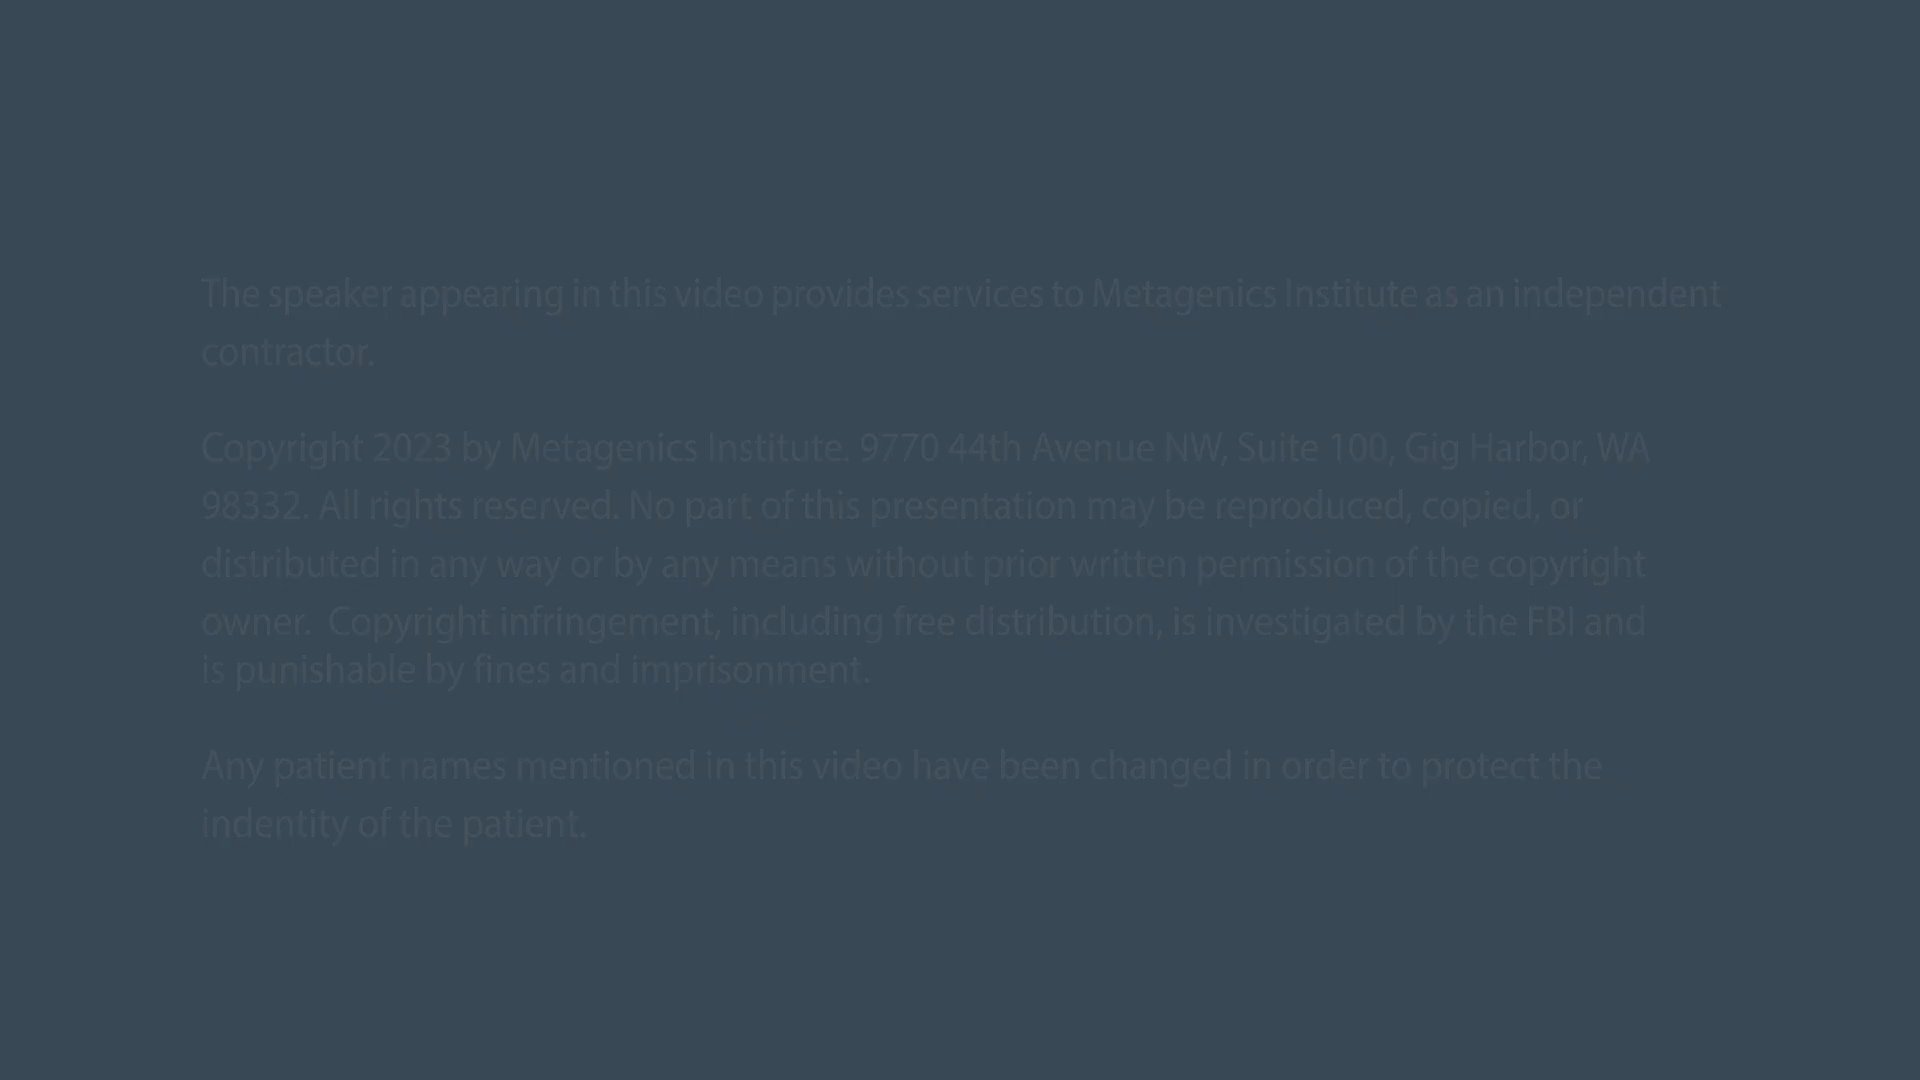 The speaker appearing in this video provides services to Metagenics Institute as an independent
contractor.
Copyright 2023 by Metagenics Institute. 9770 44th Avenue NW, Suite 100, Gig Harbor, WA
98332. All rights reserved. No part of this presentation may be reproduced, copied, or
distributed in any way or by any means without prior written permission of the copyright
owner.  Copyright infringement, including free distribution, is investigated by the FBI and
is punishable by fines and imprisonment.
Any patient names mentioned in this video have been changed in order to protect the
indentity of the patient.